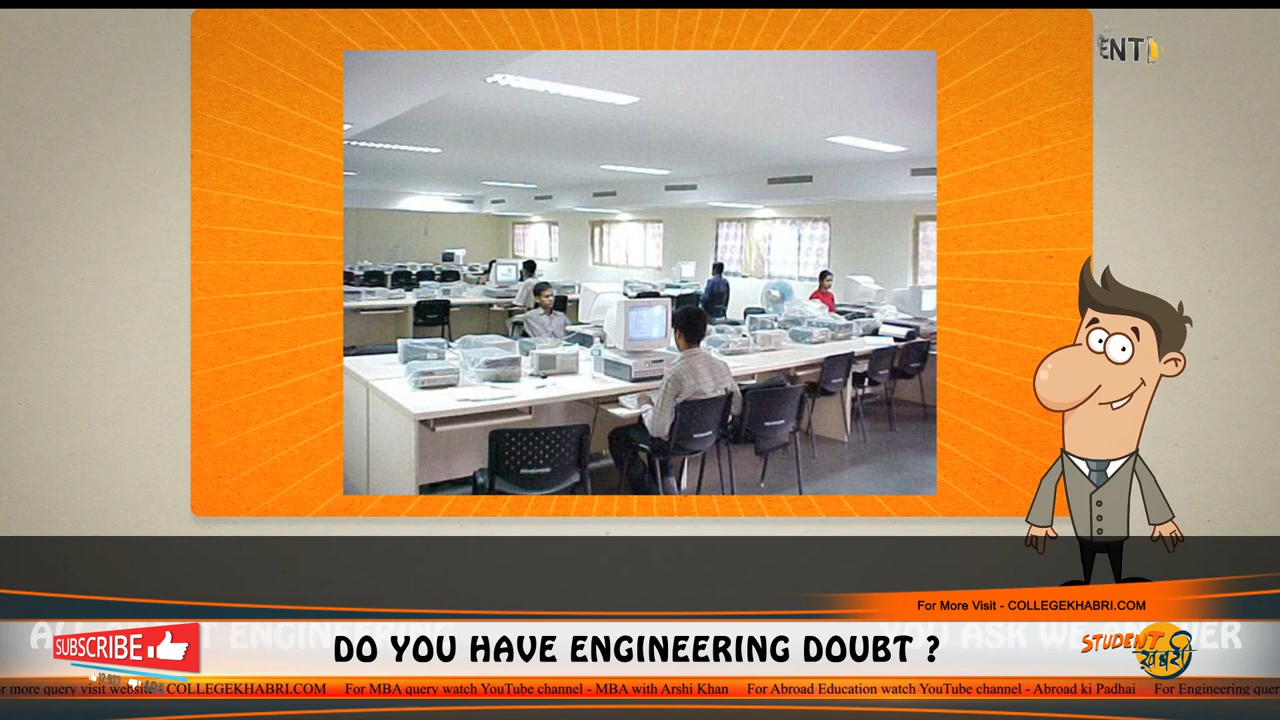 ENT
For More Visit - COLLEGEKHABRI.COM
SUBSCRIBE
DO YOU HAVE ENGINEERING DOUBT ?
STUDENT
ख़बरी
or more query visit website COLLEGEKHABRI.COM For MBA query watch YouTube channel - MBA with Arshi Khan For Abroad Education watch YouTube channel - Abroad ki Padhai For Engineering quer